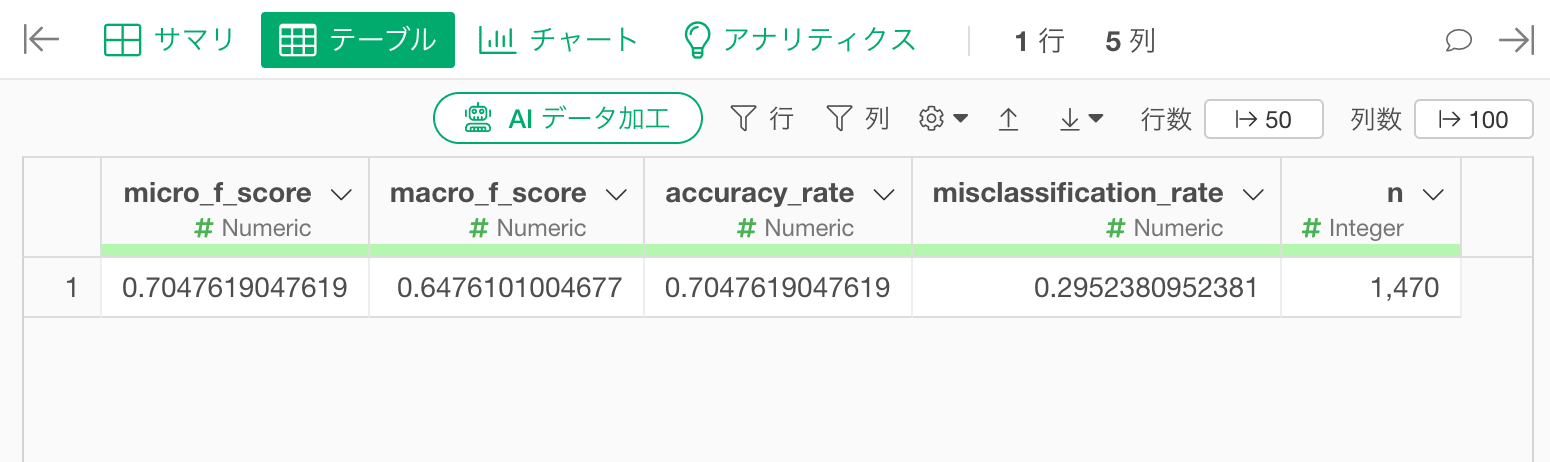 サマリ テーブル チャート アナリティクス 1 行 5 列
AI データ加工 行 列 行数 50 列数 100
micro_f_score macro_f_score accuracy_rate misclassification_rate n
# Numeric # Numeric # Numeric # Numeric # Integer
1 0.7047619047619 0.6476101004677 0.7047619047619 0.2952380952381 1,470